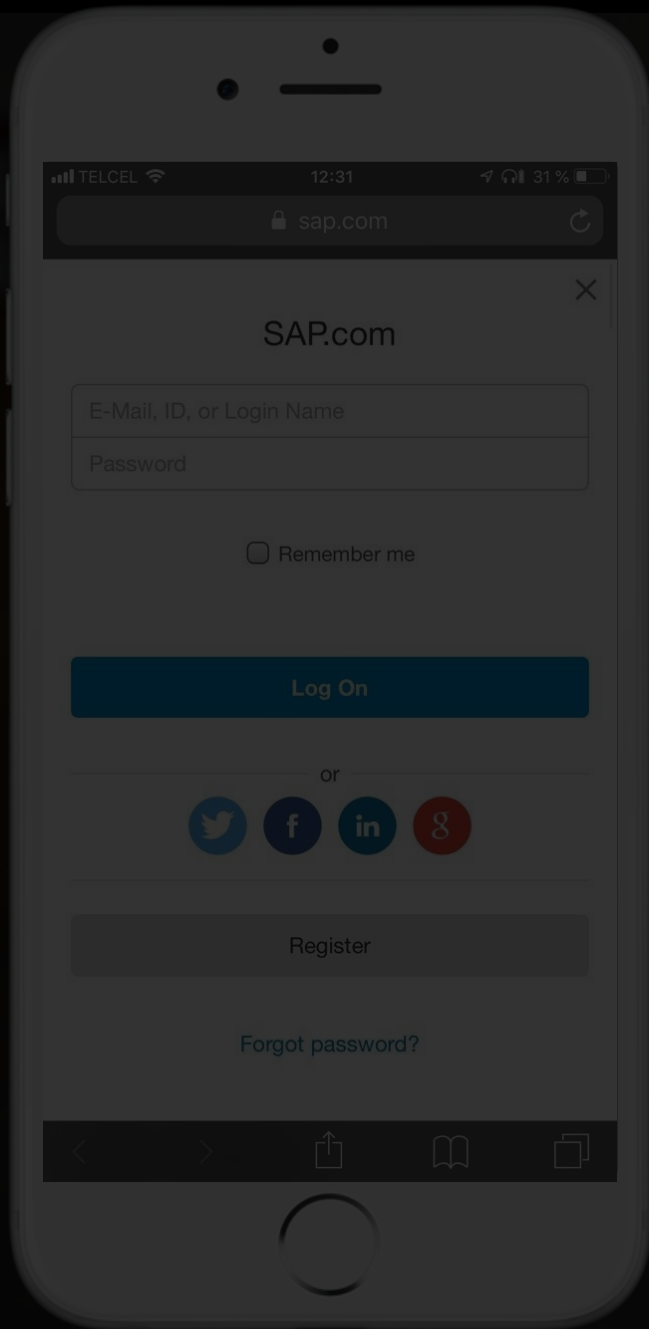 TELCEL 12:31 31 %
sap.com
SAP.com
E-Mail, ID, or Login Name
Password
Remember me
Log On
or
f in g
Register
Forgot password?